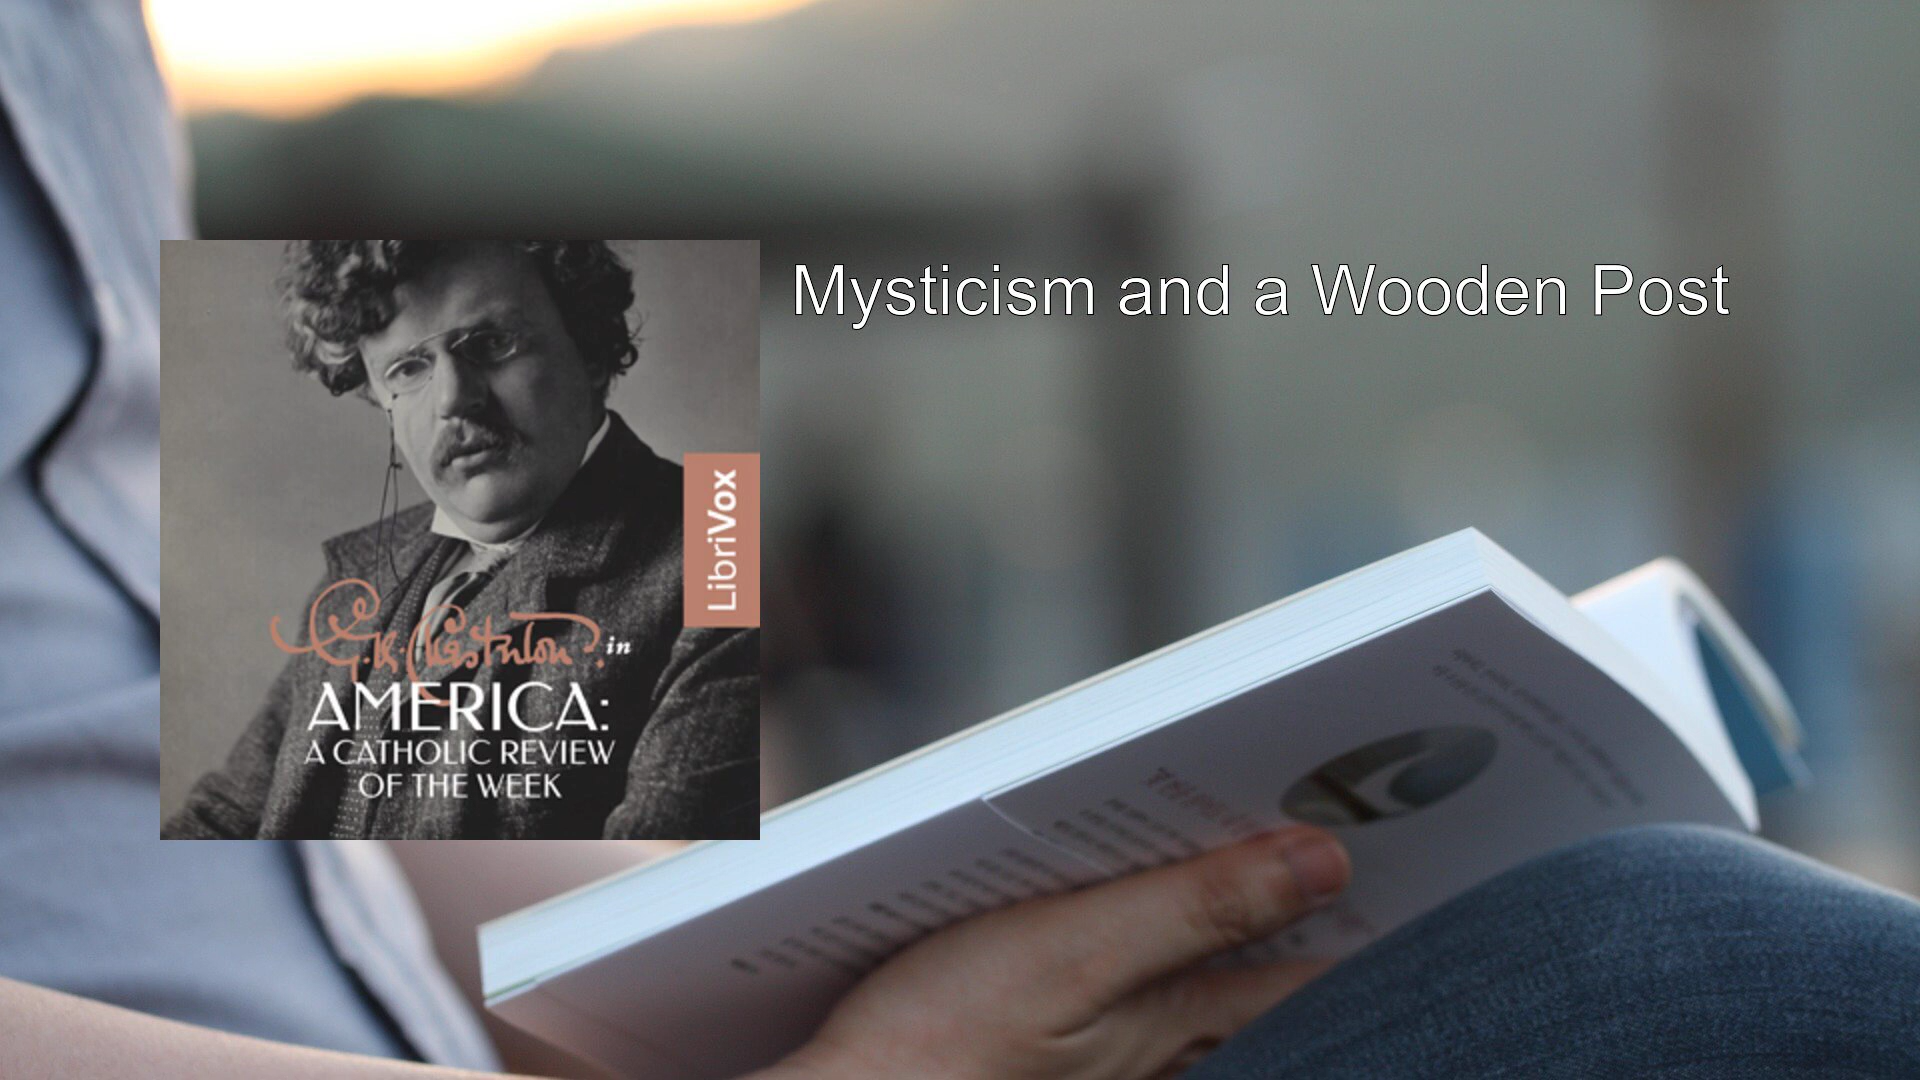 Mysticism and a Wooden Post
LibriVox
G.K. Chesterton in
AMERICA:
A CATHOLIC REVIEW
OF THE WEEK